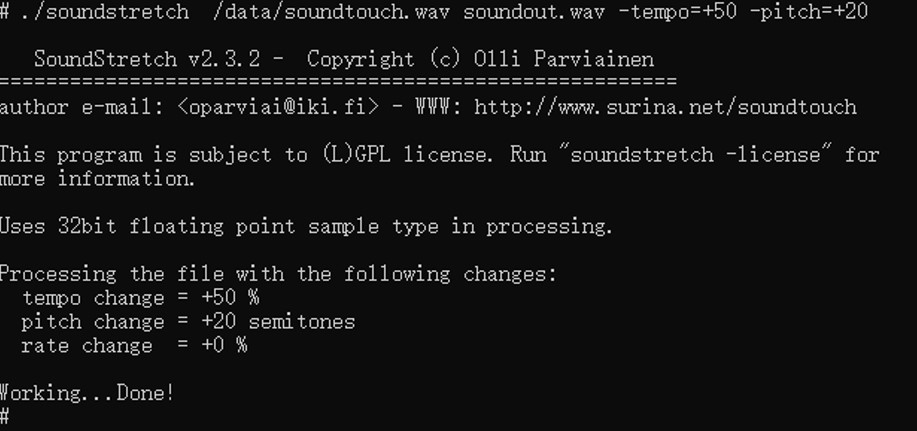 # ./soundstretch  /data/soundtouch.wav soundout.wav -tempo=+50 -pitch=+20
SoundStretch v2.3.2 -  Copyright (c) Olli Parviainen
==========================================================
author e-mail: <oparviai@iki.fi> - WWW: http://www.surina.net/soundtouch
This program is subject to (L)GPL license. Run "soundstretch -license" for
more information.
Uses 32bit floating point sample type in processing.
Processing the file with the following changes:
  tempo change = +50 %
  pitch change = +20 semitones
  rate change  = +0 %
Working...Done!
#